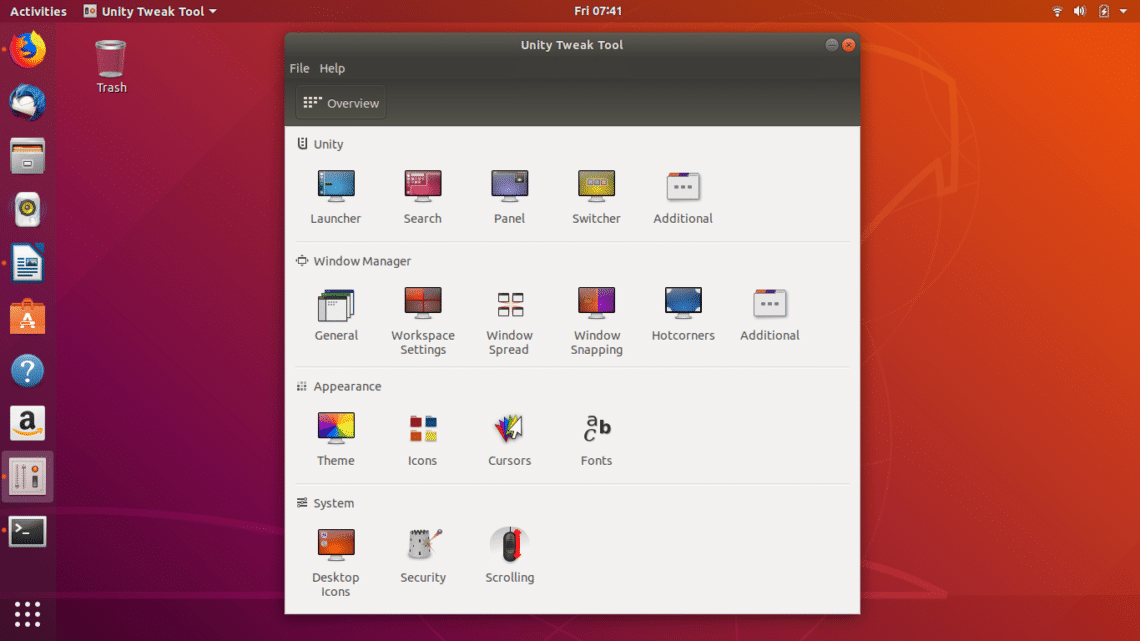 Activities Unity Tweak Tool Fri 07:41
Trash
Unity Tweak Tool
File Help
Overview
Unity
Launcher Search Panel Switcher Additional
Window Manager
General Workspace Window Window Hotcorners Additional
Settings Spread Snapping
Appearance
Theme Icons Cursors Fonts
System
Desktop Security Scrolling
Icons